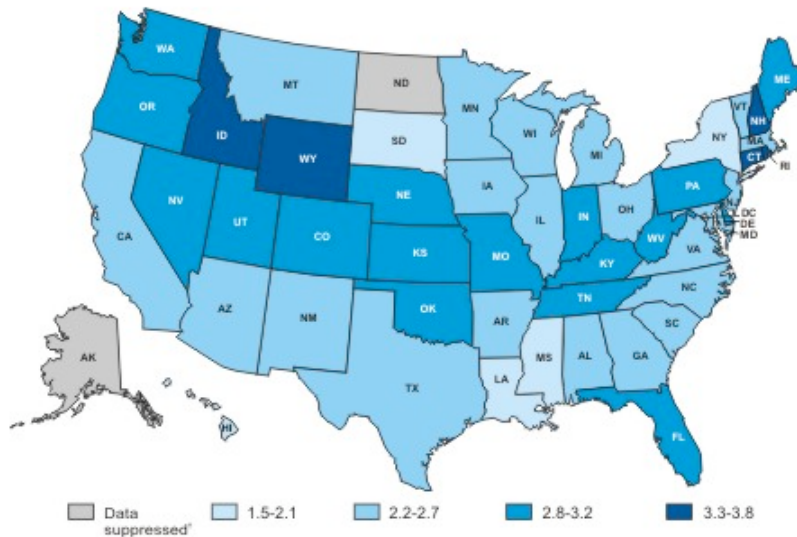 WA
MT
ND
ME
OR
MN
VT
NH
ID
SD
WI
NY
MA
WY
MI
CT
RI
NE
IA
PA
NJ
NV
UT
CO
IL
IN
OH
DC
DE
MD
CA
KS
MO
WV
VA
KY
NC
AZ
NM
OK
AR
TN
SC
MS
AL
GA
AK
TX
LA
HI
FL
Data
suppressed†
1.5-2.1
2.2-2.7
2.8-3.2
3.3-3.8